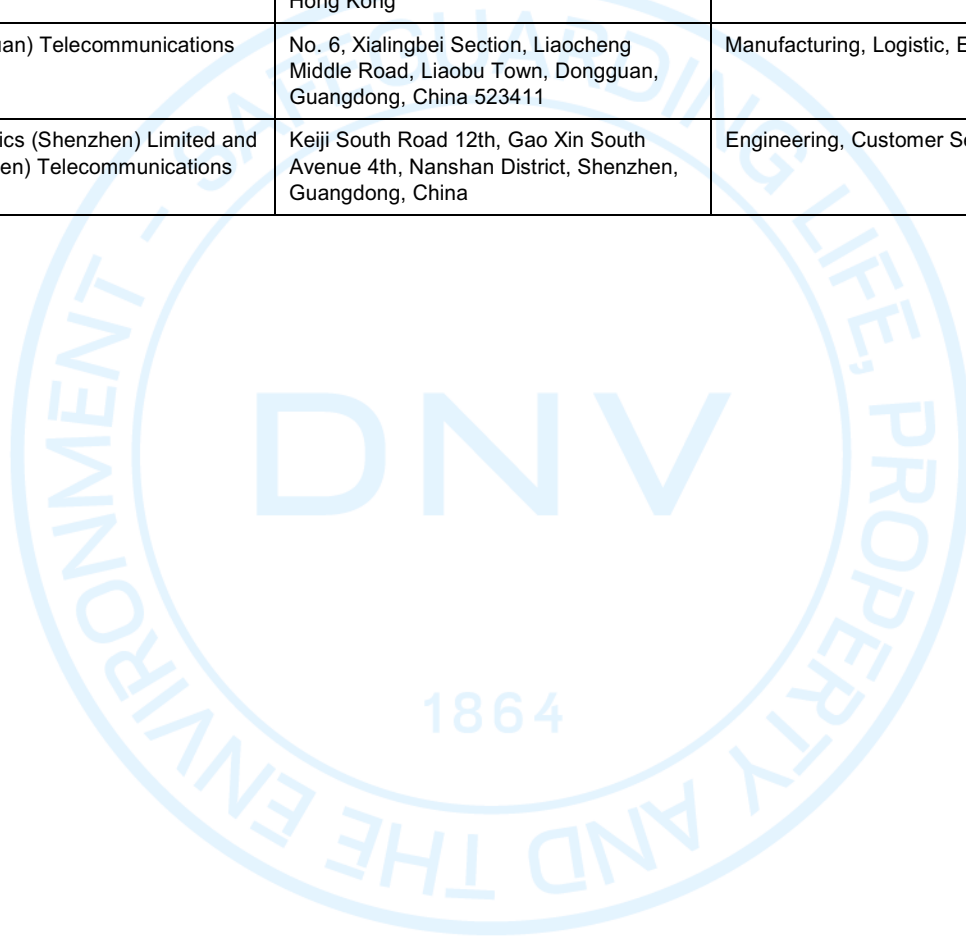 Hong Kong
uan) Telecommunications
No. 6, Xialingbei Section, Liaocheng
Middle Road, Liaobu Town, Dongguan,
Guangdong, China 523411
Manufacturing, Logistic, E
ics (Shenzhen) Limited and
en) Telecommunications
Keiji South Road 12th, Gao Xin South
Avenue 4th, Nanshan District, Shenzhen,
Guangdong, China
Engineering, Customer Se
SAFEGUARDING LIFE, PROPERTY AND THE ENVIRONMENT -
DNV
1864